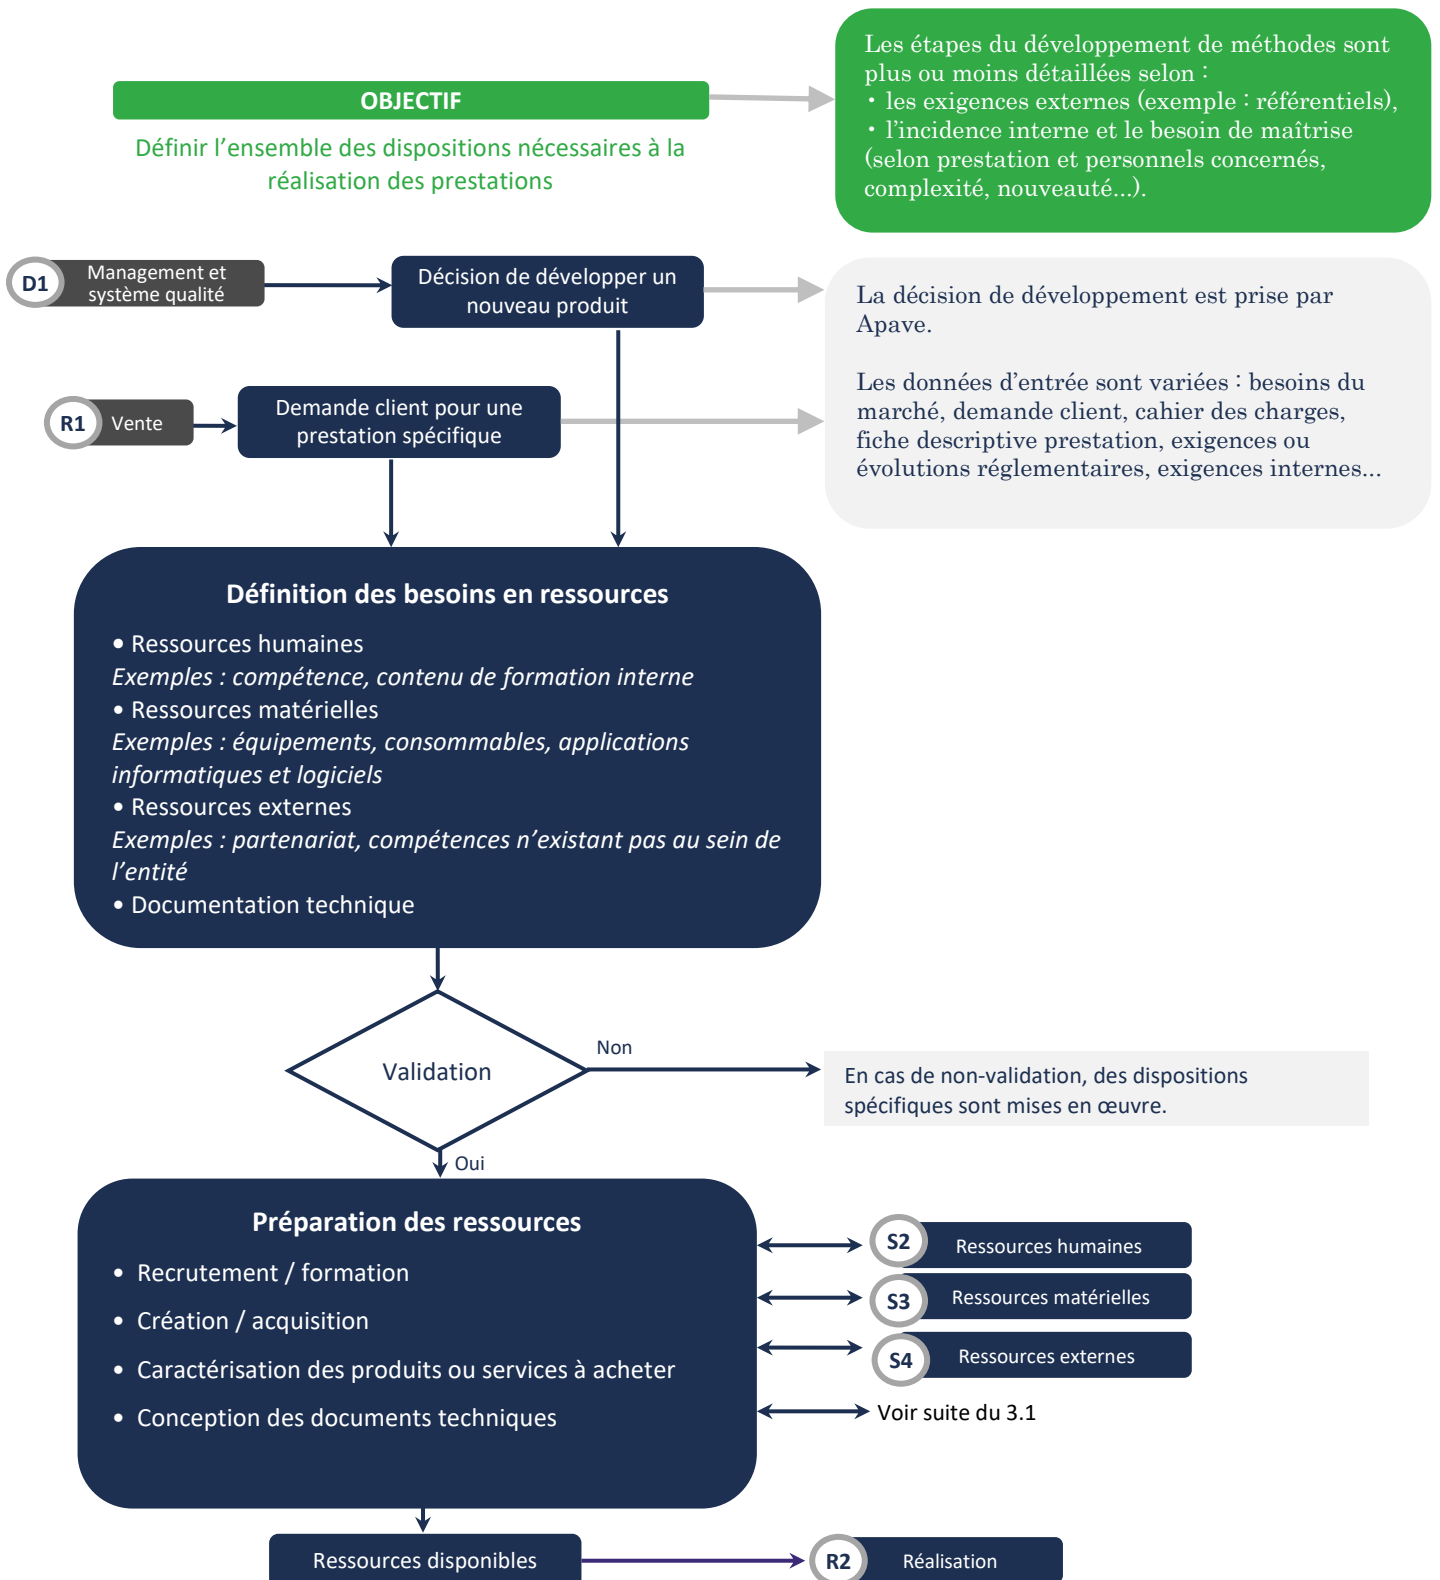 OBJECTIF
Définir l’ensemble des dispositions nécessaires à la
réalisation des prestations
Les étapes du développement de méthodes sont
plus ou moins détaillées selon :
• les exigences externes (exemple : référentiels),
• l’incidence interne et le besoin de maîtrise
(selon prestation et personnels concernés,
complexité, nouveauté...).
D1
Management et
système qualité
Décision de développer un
nouveau produit
La décision de développement est prise par
Apave.
Les données d’entrée sont variées : besoins du
marché, demande client, cahier des charges,
fiche descriptive prestation, exigences ou
évolutions réglementaires, exigences internes...
R1
Vente
Demande client pour une
prestation spécifique
Définition des besoins en ressources
• Ressources humaines
Exemples : compétence, contenu de formation interne
• Ressources matérielles
Exemples : équipements, consommables, applications
informatiques et logiciels
• Ressources externes
Exemples : partenariat, compétences n’existant pas au sein de
l’entité
• Documentation technique
Validation
Non
En cas de non-validation, des dispositions
spécifiques sont mises en œuvre.
Oui
Préparation des ressources
• Recrutement / formation
• Création / acquisition
• Caractérisation des produits ou services à acheter
• Conception des documents techniques
S2
Ressources humaines
S3
Ressources matérielles
S4
Ressources externes
Voir suite du 3.1
Ressources disponibles
R2
Réalisation